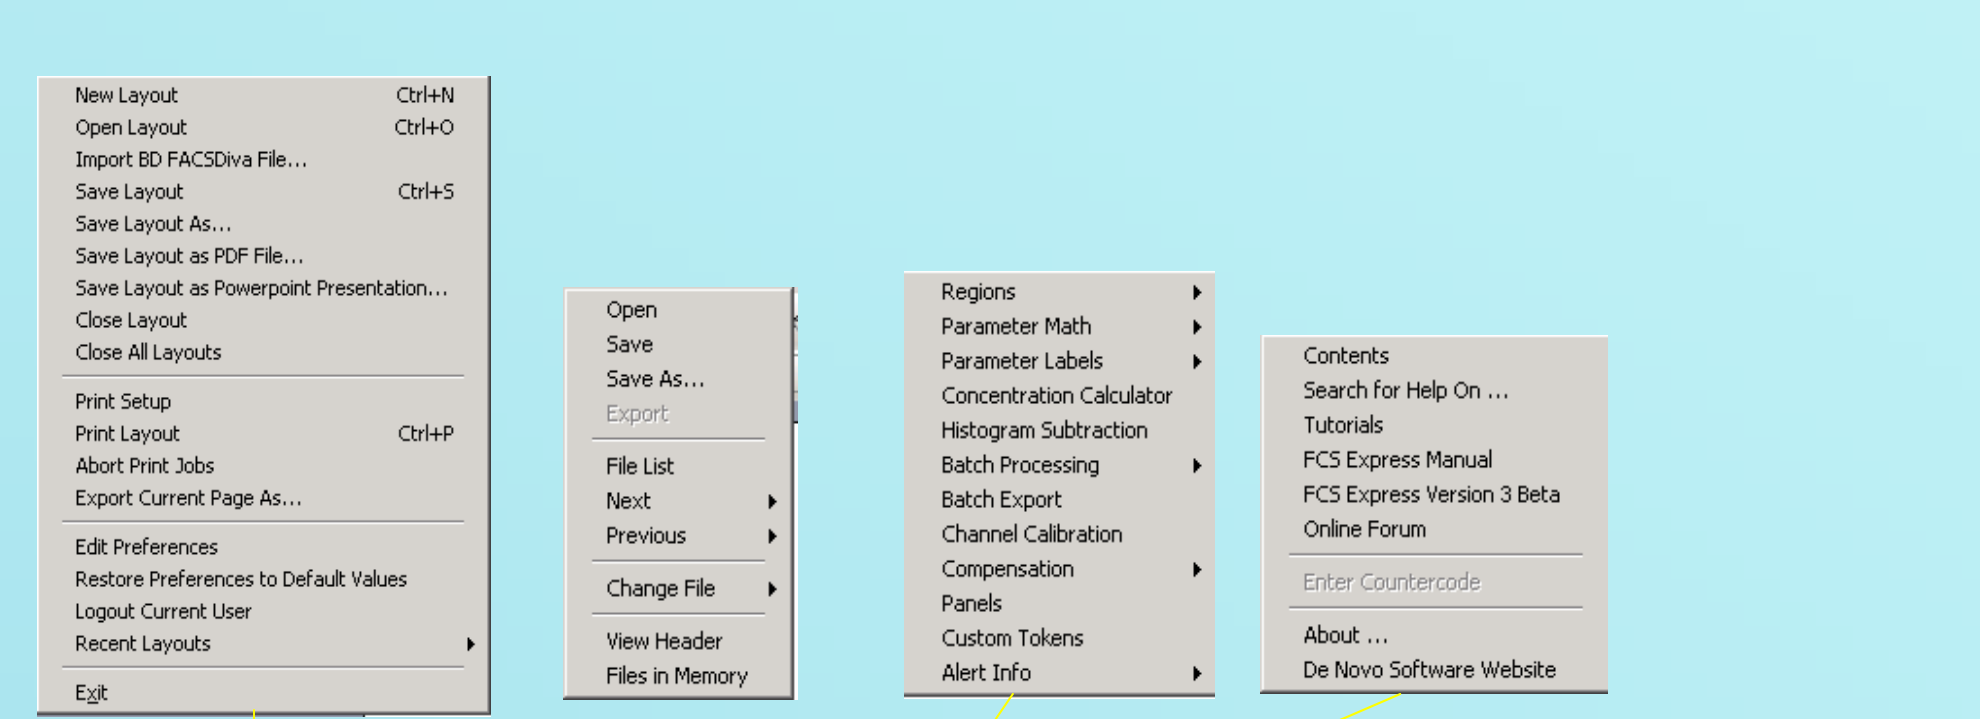 New Layout Ctrl+N
Open Layout Ctrl+O
Import BD FACSDiva File...
Save Layout Ctrl+S
Save Layout As...
Save Layout as PDF File...
Save Layout as Powerpoint Presentation...
Close Layout
Close All Layouts
Print Setup
Print Layout Ctrl+P
Abort Print Jobs
Export Current Page As...
Edit Preferences
Restore Preferences to Default Values
Logout Current User
Recent Layouts
Exit
Open
Save
Save As...
Export
File List
Next
Previous
Change File
View Header
Files in Memory
Regions
Parameter Math
Parameter Labels
Concentration Calculator
Histogram Subtraction
Batch Processing
Batch Export
Channel Calibration
Compensation
Panels
Custom Tokens
Alert Info
Contents
Search for Help On ...
Tutorials
FCS Express Manual
FCS Express Version 3 Beta
Online Forum
Enter Countercode
About ...
De Novo Software Website